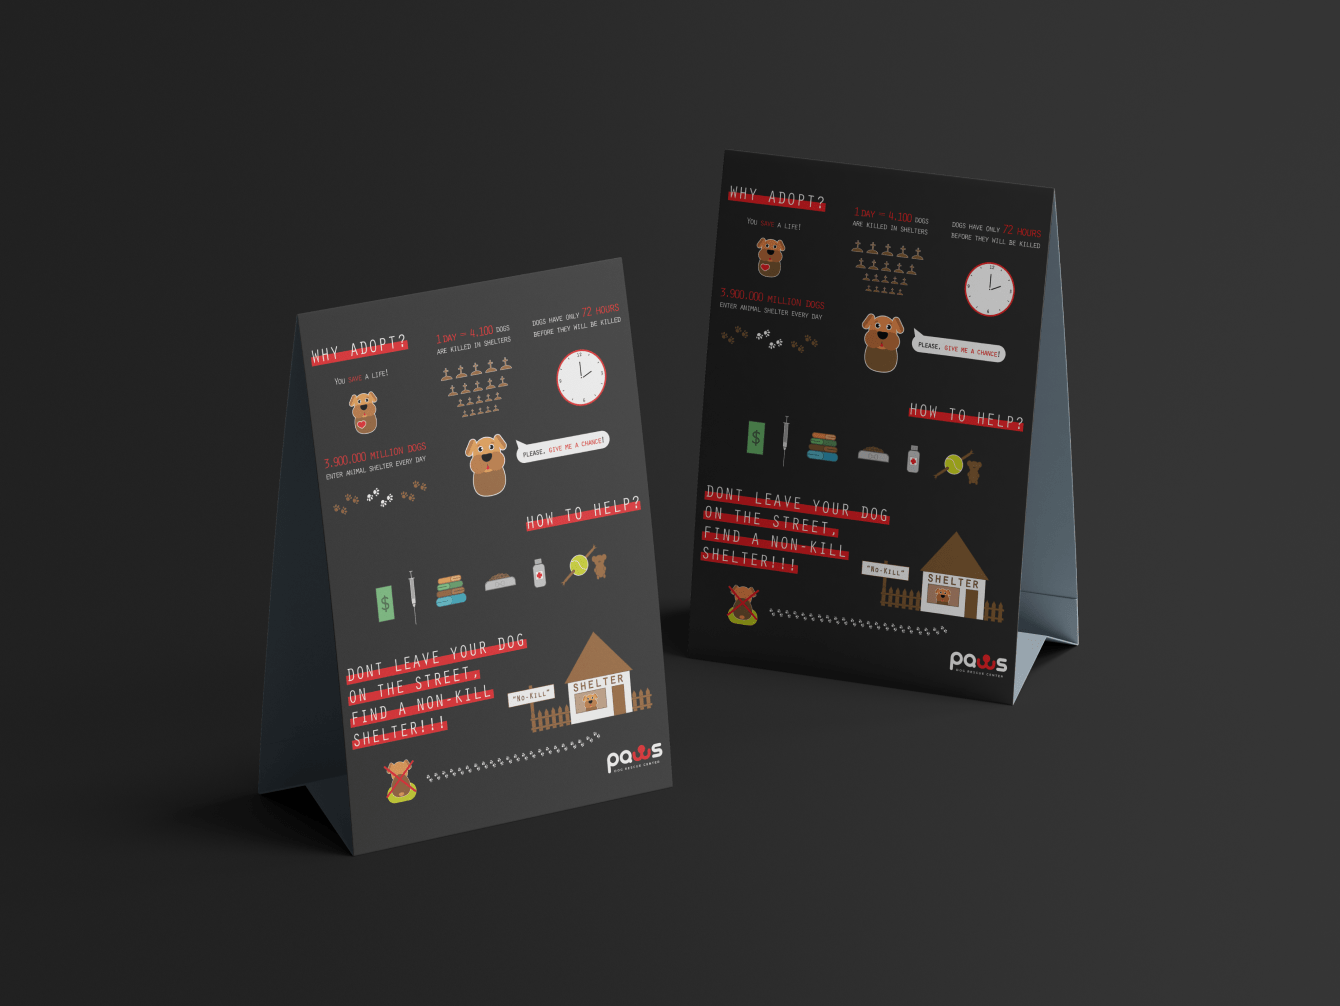 WHY ADOPT?
YOU SAVE A LIFE!
1 DAY — 4,100 DOGS
ARE KILLED IN SHELTERS
DOGS HAVE ONLY 72 HOURS
BEFORE THEY WILL BE KILLED
3.900.000 MILLION DOGS
ENTER ANIMAL SHELTER EVERY DAY
12
PLEASE, GIVE ME A CHANCE!
HOW TO HELP?
$
DONT LEAVE YOUR DOG
ON THE STREET,
FIND A NON-KILL
SHELTER!!!
"NO-KILL"
SHELTER
paws
DOG RESCUE CENTER
WHY ADOPT?
YOU SAVE A LIFE!
1 DAY — 4,100 DOGS
ARE KILLED IN SHELTERS
DOGS HAVE ONLY 72 HOURS
BEFORE THEY WILL BE KILLED
3.900.000 MILLION DOGS
ENTER ANIMAL SHELTER EVERY DAY
12
PLEASE, GIVE ME A CHANCE!
HOW TO HELP?
$
DONT LEAVE YOUR DOG
ON THE STREET,
FIND A NON-KILL
SHELTER!!!
"NO-KILL"
SHELTER
paws
DOG RESCUE CENTER